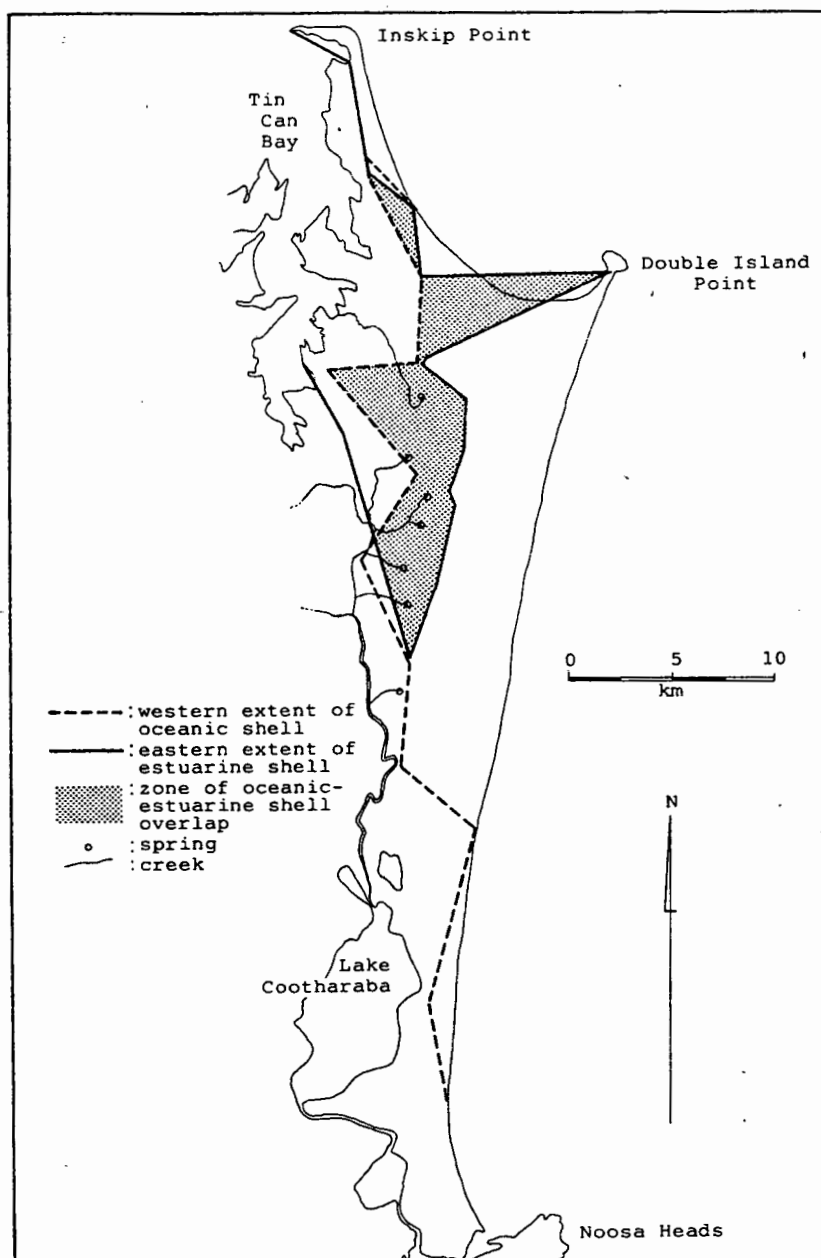 Inskip Point
Tin
Can
Bay
Double Island
Point
0 5 10
km
----- :western extent of
oceanic shell
—— :eastern extent of
estuarine shell
:zone of oceanic-
estuarine shell
overlap
:spring
:creek
N
Lake
Cootharaba
Noosa Heads